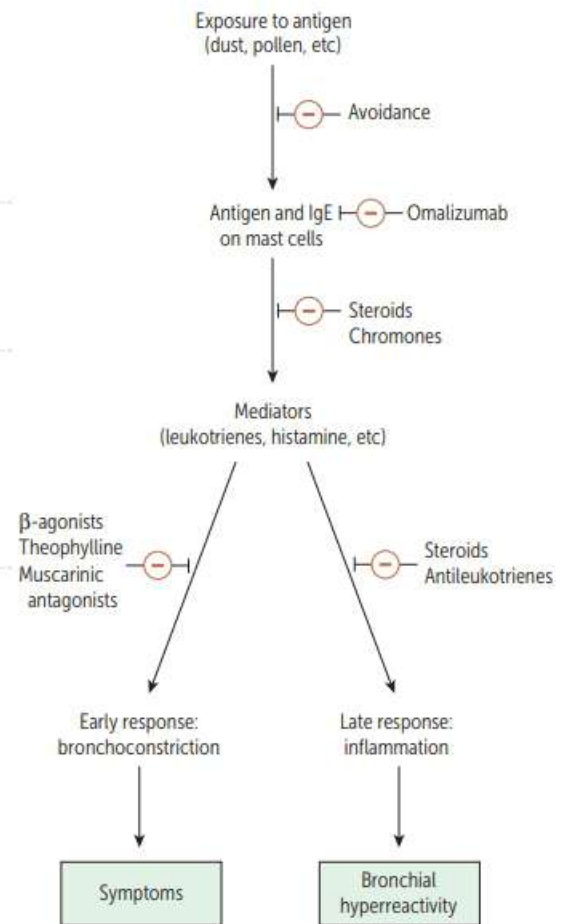 Exposure to antigen
(dust, pollen, etc)
Avoidance
Antigen and IgE
on mast cells
Omalizumab
Steroids
Chromones
Mediators
(leukotrienes, histamine, etc)
β-agonists
Theophylline
Muscarinic
antagonists
Steroids
Antileukotrienes
Early response:
bronchoconstriction
Late response:
inflammation
Symptoms
Bronchial
hyperreactivity